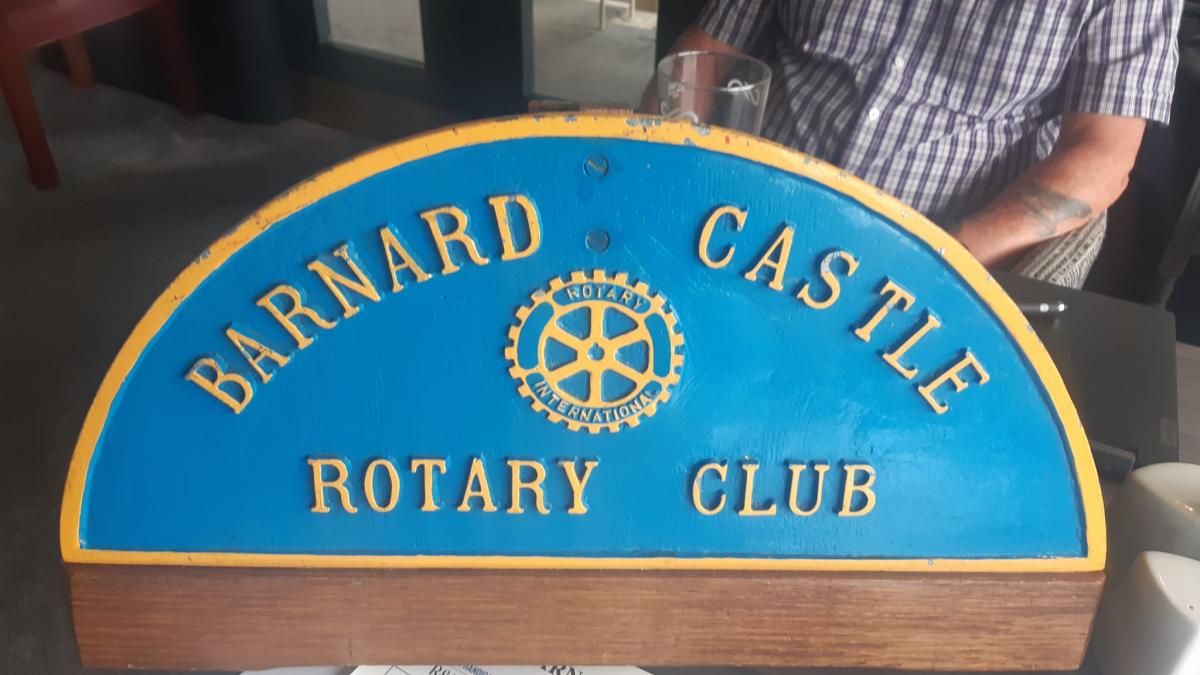 BARNARD CASTLE
ROTARY
INTERNATIONAL
ROTARY CLUB